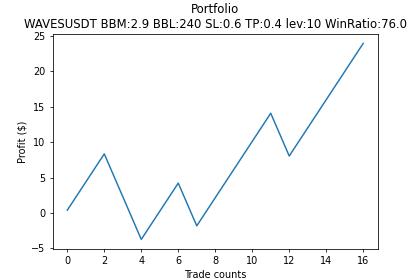 Portfolio
WAVESUSDT BBM:2.9 BBL:240 SL:0.6 TP:0.4 lev:10 WinRatio:76.0
25
20
15
10
5
0
−5
Profit ($)
0 2 4 6 8 10 12 14 16
Trade counts